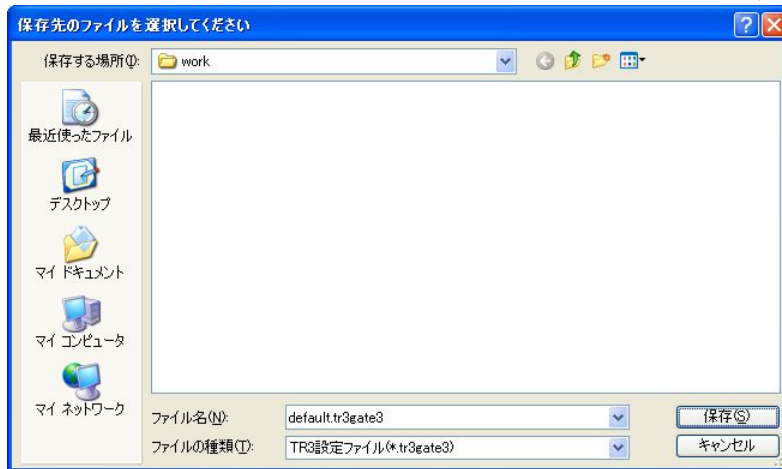 保存先のファイルを選択してください
保存する場所(I):
work
最近使ったファイル
デスクトップ
マイ ドキュメント
マイ コンピュータ
マイ ネットワーク
ファイル名(N):
default.tr3gate3
保存(S)
ファイルの種類(T):
TR3設定ファイル(*.tr3gate3)
キャンセル